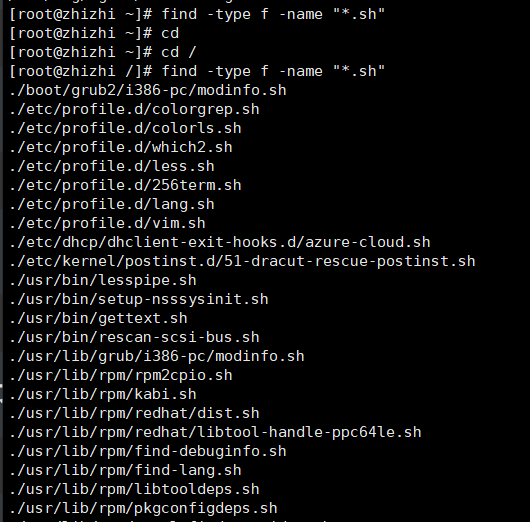 [root@zhizhi ~]# find -type f -name "*.sh"
[root@zhizhi ~]# cd
[root@zhizhi ~]# cd /
[root@zhizhi /]# find -type f -name "*.sh"
./boot/grub2/i386-pc/modinfo.sh
./etc/profile.d/colorgrep.sh
./etc/profile.d/colorls.sh
./etc/profile.d/which2.sh
./etc/profile.d/less.sh
./etc/profile.d/256term.sh
./etc/profile.d/lang.sh
./etc/profile.d/vim.sh
./etc/dhcp/dhclient-exit-hooks.d/azure-cloud.sh
./etc/kernel/postinst.d/51-dracut-rescue-postinst.sh
./usr/bin/lesspipe.sh
./usr/bin/setup-nsssysinit.sh
./usr/bin/gettext.sh
./usr/bin/rescan-scsi-bus.sh
./usr/lib/grub/i386-pc/modinfo.sh
./usr/lib/rpm/rpm2cpio.sh
./usr/lib/rpm/kabi.sh
./usr/lib/rpm/redhat/dist.sh
./usr/lib/rpm/redhat/libtool-handle-ppc64le.sh
./usr/lib/rpm/find-debuginfo.sh
./usr/lib/rpm/find-lang.sh
./usr/lib/rpm/libtooldeps.sh
./usr/lib/rpm/pkgconfigdeps.sh